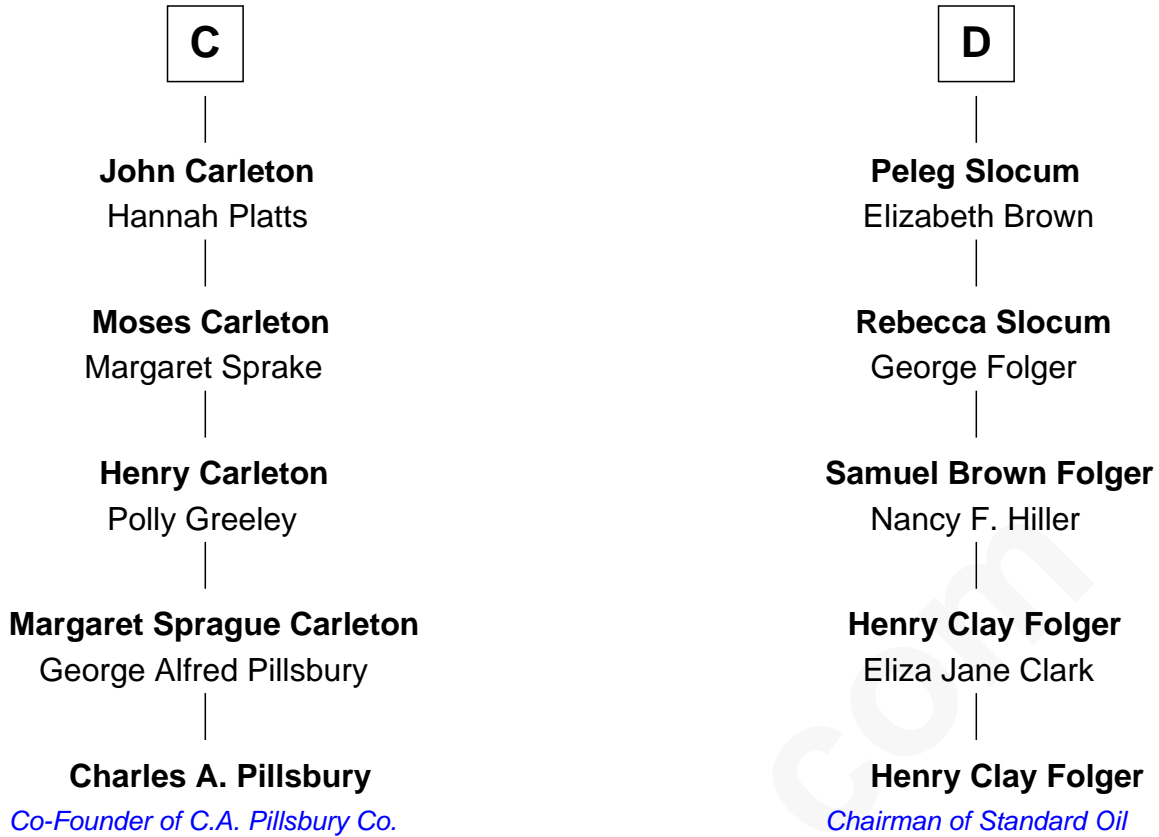 C
John Carleton
Hannah Platts
Moses Carleton
Margaret Sprake
Henry Carleton
Polly Greeley
Margaret Sprague Carleton
George Alfred Pillsbury
Charles A. Pillsbury
Co-Founder of C.A. Pillsbury Co.
D
Peleg Slocum
Elizabeth Brown
Rebecca Slocum
George Folger
Samuel Brown Folger
Nancy F. Hiller
Henry Clay Folger
Eliza Jane Clark
Henry Clay Folger
Chairman of Standard Oil
com